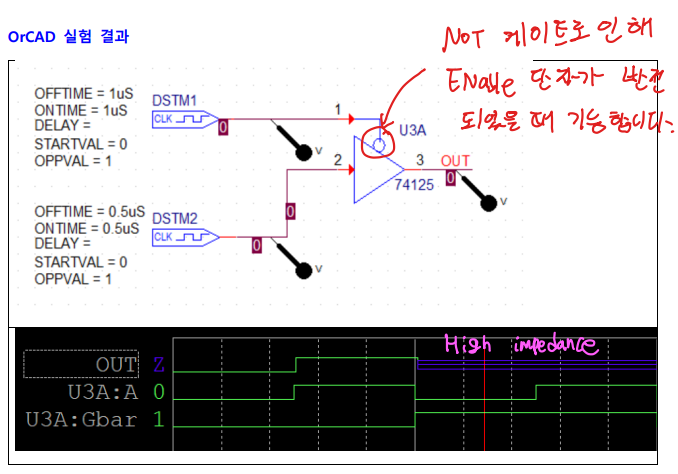 OrCAD 실험 결과
NOT 게이트로 인해
ENable 단자가 반전
되었을 때 기능합니다.
OFFTIME = 1uS
ONTIME = 1uS
DELAY =
STARTVAL = 0
OPPVAL = 1
DSTM1
CLK
0
V
1
U3A
2
3
OUT
0
V
74125
0
OFFTIME = 0.5uS
ONTIME = 0.5uS
DELAY =
STARTVAL = 0
OPPVAL = 1
DSTM2
CLK
0
V
High impedance
OUT Z
U3A:A 0
U3A:Gbar 1